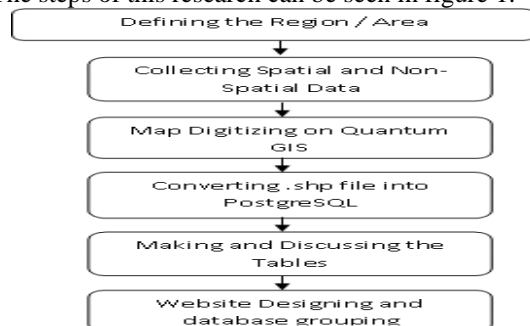 The steps of this research can be seen in figure 1.
Defining the Region / Area
Collecting Spatial and Non-
Spatial Data
Map Digitizing on Quantum
GIS
Converting .shp file into
PostgreSQL
Making and Discussing the
Tables
Website Designing and
database grouping